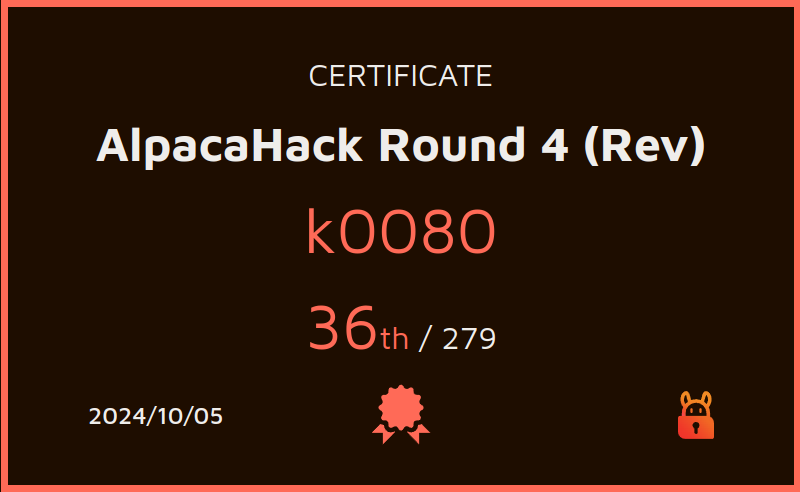 CERTIFICATE
AlpacaHack Round 4 (Rev)
k0080
36th / 279
2024/10/05